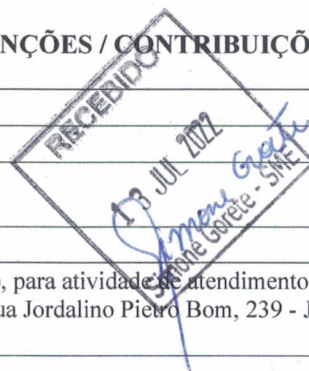 NÇÕES / CONTRIBUIÇÕ
RECEBIDO
13 JUL 2022
Simone Gorete
Simone Gorete - SME
), para atividade de atendimento
ua Jordalino Pietro Bom, 239 - J